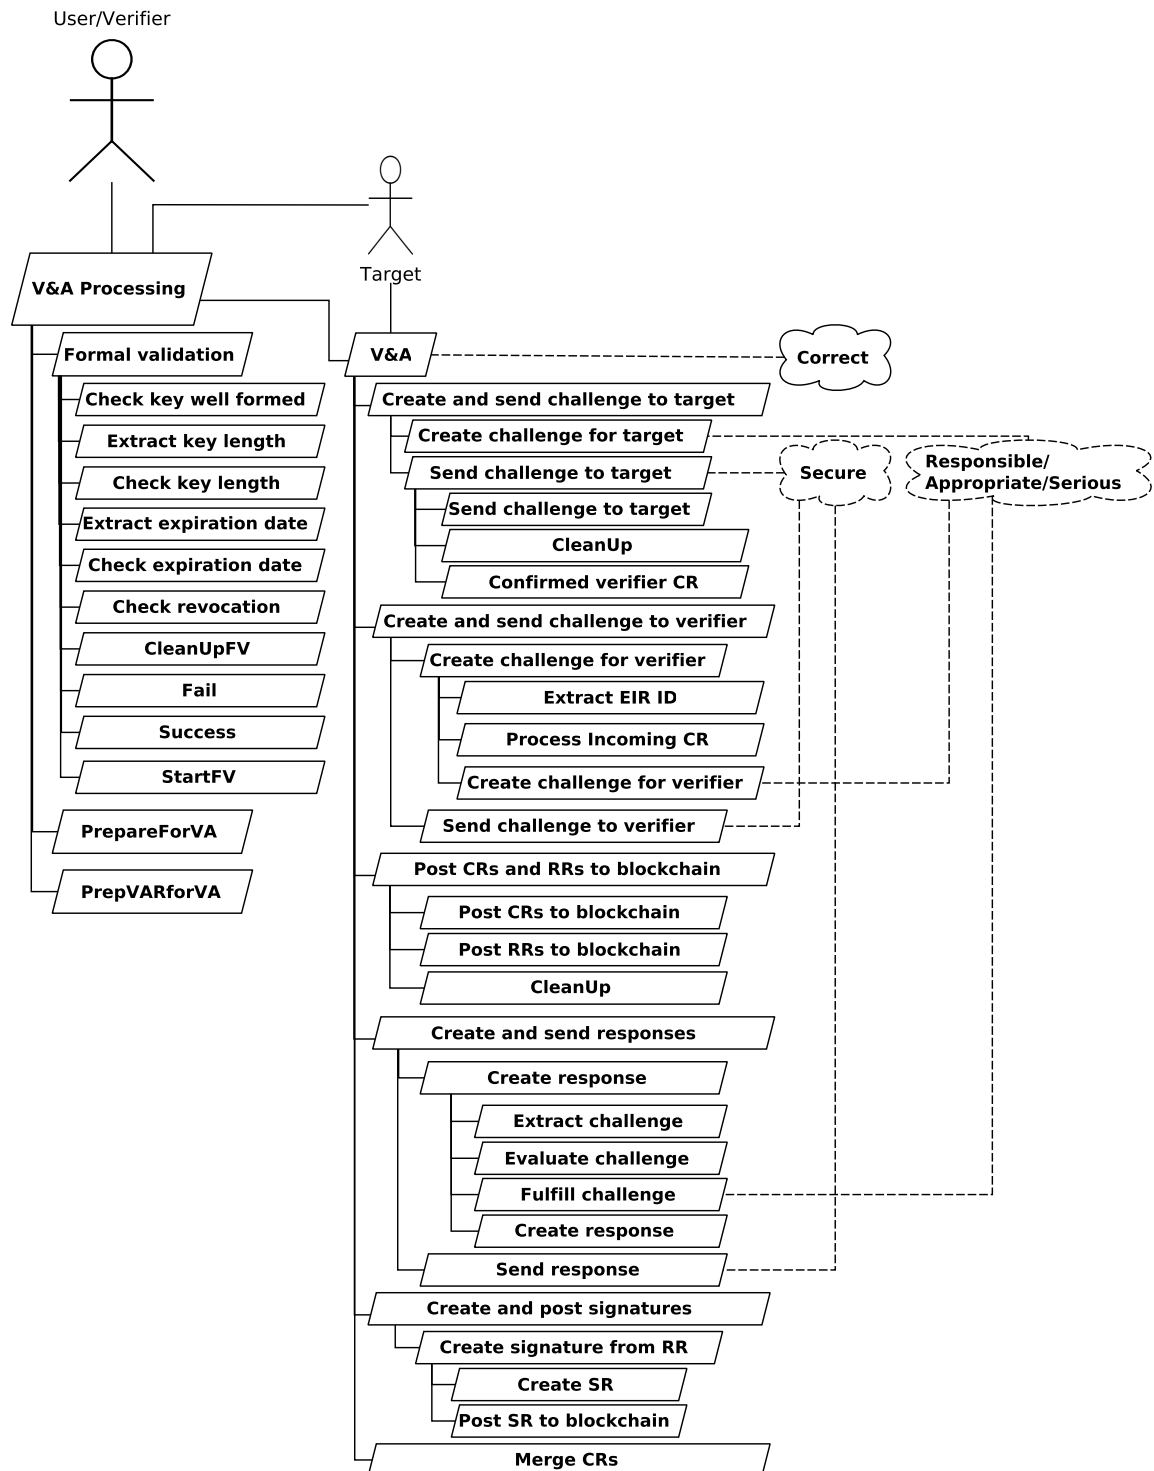 User/Verifier
Target
V&A Processing
Formal validation
Check key well formed
Extract key length
Check key length
Extract expiration date
Check expiration date
Check revocation
CleanUpFV
Fail
Success
StartFV
PrepareForVA
PrepVARforVA
V&A
Correct
Create and send challenge to target
Create challenge for target
Send challenge to target
Secure
Responsible/
Appropriate/Serious
Send challenge to target
CleanUp
Confirmed verifier CR
Create and send challenge to verifier
Create challenge for verifier
Extract EIR ID
Process Incoming CR
Create challenge for verifier
Send challenge to verifier
Post CRs and RRs to blockchain
Post CRs to blockchain
Post RRs to blockchain
CleanUp
Create and send responses
Create response
Extract challenge
Evaluate challenge
Fulfill challenge
Create response
Send response
Create and post signatures
Create signature from RR
Create SR
Post SR to blockchain
Merge CRs